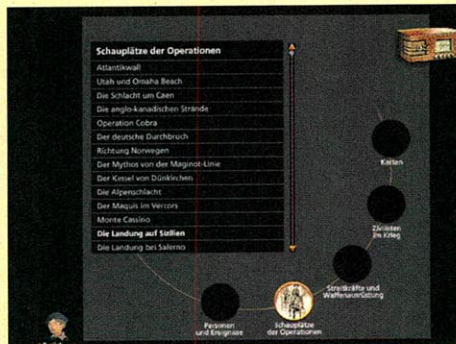 Schauplätze der Operationen
Atlantikwall
Utah und Omaha Beach
Die Schlacht um Caen
Die anglo-kanadischen Strände
Operation Cobra
Der deutsche Durchbruch
Richtung Norwegen
Der Mythos von der Maginot-Linie
Der Kessel von Dünkirchen
Die Alpenschlacht
Der Maquis im Vercors
Monte Cassino
Die Landung auf Sizilien
Die Landung bei Salerno
Karten
Zivilisten
im Krieg
Streitkräfte und
Waffenausrüstung
Schauplätze
der Operationen
Personen
und Ereignisse